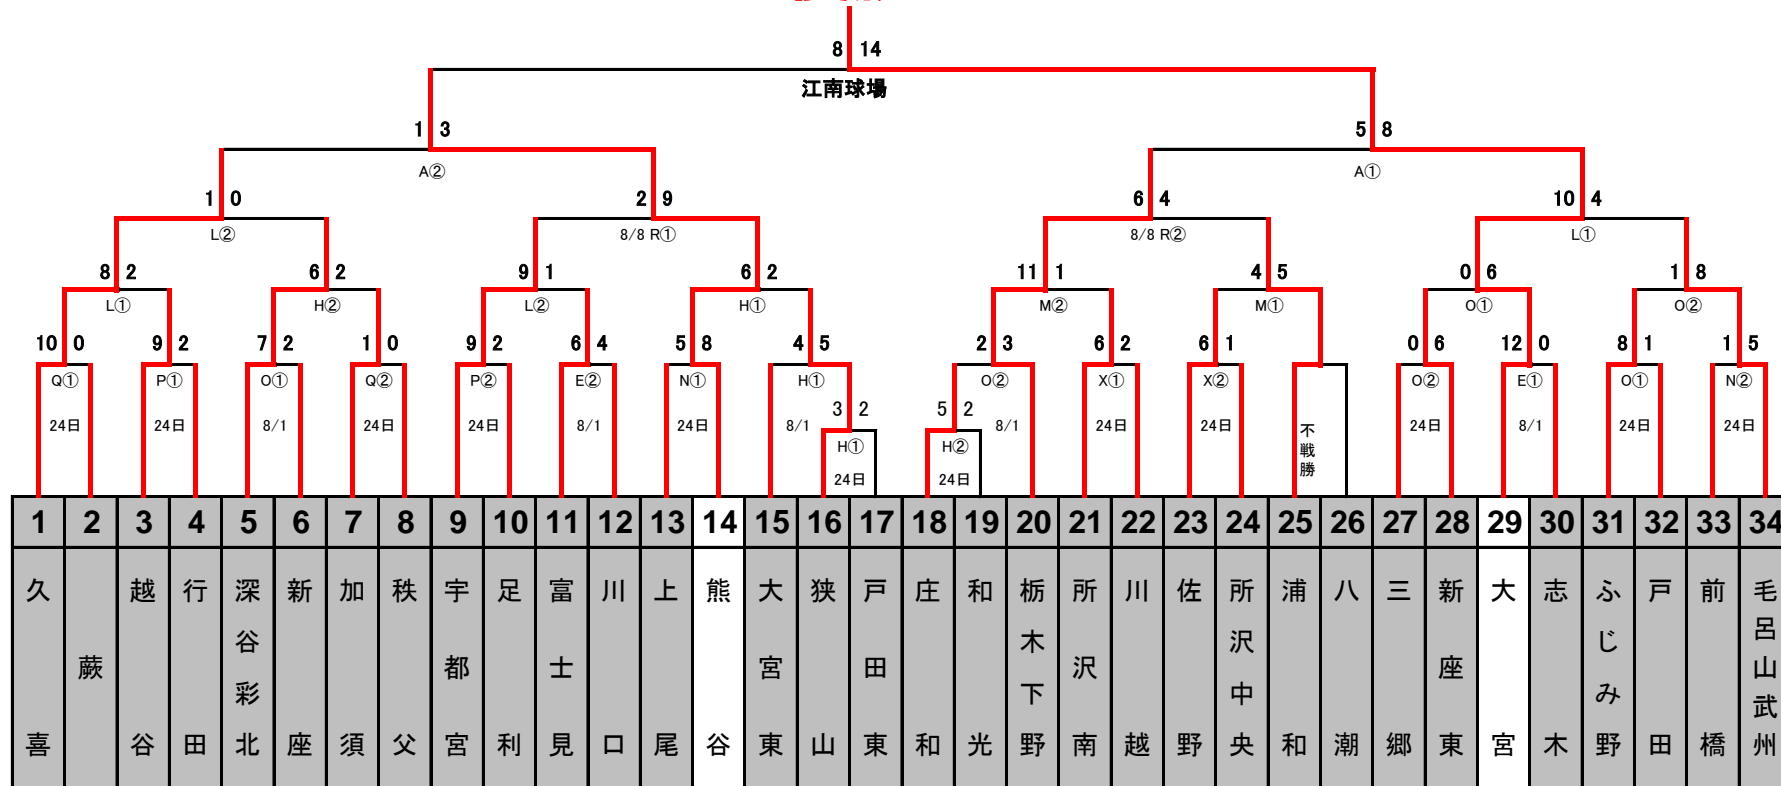 8 14
江南球場
1 3 5 8
A② A①
1 0 2 9 6 4 10 4
L② 8/8 R① 8/8 R② L①
8 2 6 2 9 1 6 2 11 1 4 5 0 6 1 8
L① H② L② H① M② M① O① O②
10 0 9 2 7 2 1 0 9 2 6 4 5 8 4 5 2 3 6 2 6 1 0 6 12 0 8 1 1 5
Q① P① O① Q② P② E② N① H① O② X① X② O② E① O① N②
3 2 5 2
24日 24日 8/1 24日 24日 8/1 24日 8/1 8/1 24日 24日 不戦勝 24日 8/1 24日 24日
H① H②
24日 24日
1 2 3 4 5 6 7 8 9 10 11 12 13 14 15 16 17 18 19 20 21 22 23 24 25 26 27 28 29 30 31 32 33 34
久喜
蕨
越谷
行田
深谷彩北
新座
加須
秩父
宇都宮
足利
富士見
川口
上尾
熊谷
大宮東
狭山
戸田東
庄和
和光
栃木下野
所沢南
川越
佐野
所沢中央
浦和
八潮
三郷
新座東
大宮
志木
ふじみ野
戸田
前橋
毛呂山武州